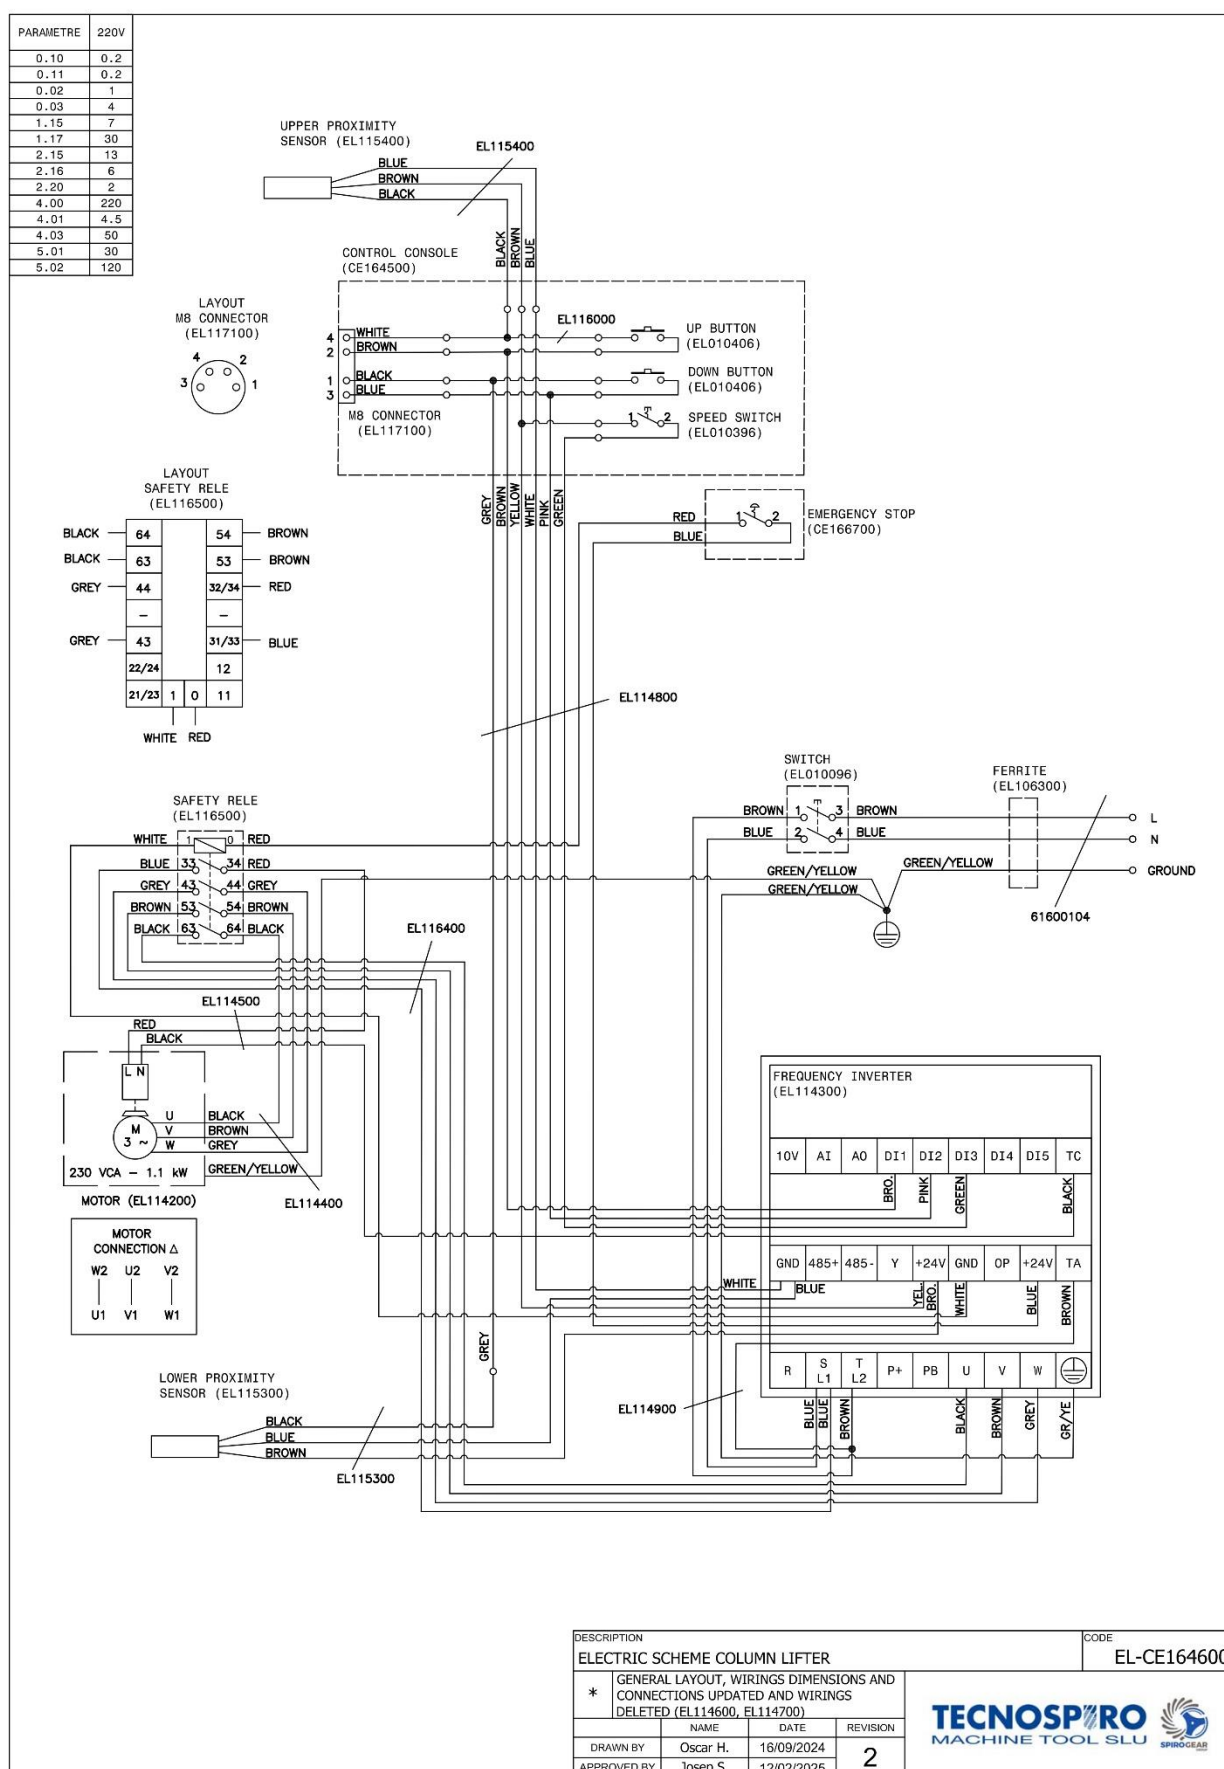 PARAMETRE 220V
0.10 0.2
0.11 0.2
0.02 1
0.03 4
1.15 7
1.17 30
2.15 13
2.16 6
2.20 2
4.00 220
4.01 4.5
4.03 50
5.01 30
5.02 120
UPPER PROXIMITY
SENSOR (EL115400)
BLUE
BROWN
BLACK
EL115400
BLACK
BROWN
BLUE
CONTROL CONSOLE
(CE164500)
LAYOUT
M8 CONNECTOR
(EL117100)
4 2
3 1
4 WHITE
2 BROWN
1 BLACK
3 BLUE
M8 CONNECTOR
(EL117100)
EL116000
UP BUTTON
(EL010406)
DOWN BUTTON
(EL010406)
1 2 SPEED SWITCH
(EL010396)
GREY
BROWN
YELLOW
WHITE
PINK
GREEN
RED
BLUE
1 2
EMERGENCY STOP
(CE166700)
LAYOUT
SAFETY RELE
(EL116500)
BLACK 64 54 BROWN
BLACK 63 53 BROWN
GREY 44 32/34 RED
- -
GREY 43 31/33 BLUE
22/24 12
21/23 1 0 11
WHITE RED
EL114800
SWITCH
(EL010096)
FERRITE
(EL106300)
BROWN 1 3 BROWN
BLUE 2 4 BLUE
L
N
GREEN/YELLOW
GREEN/YELLOW
GREEN/YELLOW
GROUND
61600104
SAFETY RELE
(EL116500)
WHITE 1 0 RED
BLUE 33 34 RED
GREY 43 44 GREY
BROWN 53 54 BROWN
BLACK 63 64 BLACK
EL116400
EL114500
RED
BLACK
L N
M
3 ~
U BLACK
V BROWN
W GREY
230 VCA - 1.1 kW
GREEN/YELLOW
MOTOR (EL114200)
EL114400
MOTOR
CONNECTION Δ
W2 U2 V2
U1 V1 W1
FREQUENCY INVERTER
(EL114300)
10V AI AO DI1 DI2 DI3 DI4 DI5 TC
BRO. PINK GREEN BLACK
GND 485+ 485- Y +24V GND OP +24V TA
WHITE BLUE YEL. BRO. WHITE BLUE BROWN
R S L1 T L2 P+ PB U V W
BLUE BLUE BROWN BLACK BROWN GREY GR/YE
EL114900
GREY
LOWER PROXIMITY
SENSOR (EL115300)
BLACK
BLUE
BROWN
EL115300
DESCRIPTION
ELECTRIC SCHEME COLUMN LIFTER
CODE
EL-CE164600
* GENERAL LAYOUT, WIRINGS DIMENSIONS AND
CONNECTIONS UPDATED AND WIRINGS
DELETED (EL114600, EL114700)
NAME DATE REVISION
DRAWN BY Oscar H. 16/09/2024 2
APPROVED BY Josep S. 12/02/2025
TECNOSPIRO
MACHINE TOOL SLU
SPIROGEAR